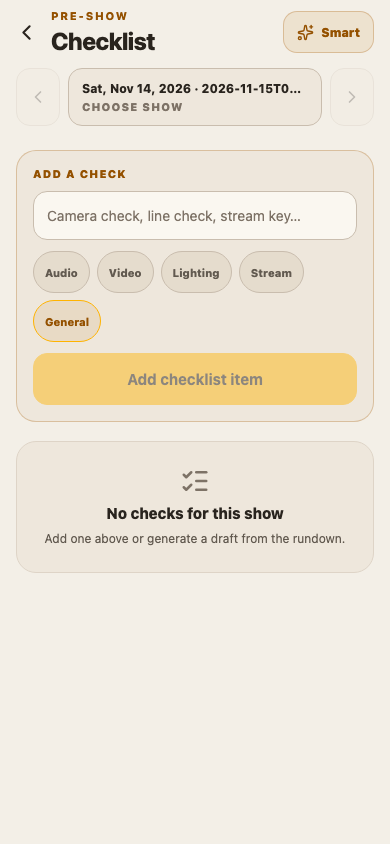 PRE-SHOW
Checklist
Smart
Sat, Nov 14, 2026 · 2026-11-15T0...
CHOOSE SHOW
ADD A CHECK
Camera check, line check, stream key...
Audio
Video
Lighting
Stream
General
Add checklist item
No checks for this show
Add one above or generate a draft from the rundown.